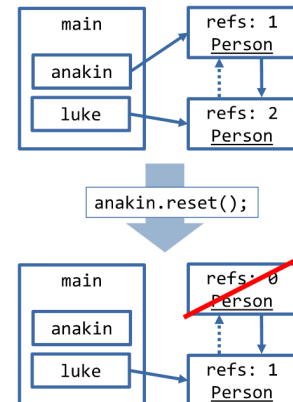 main
refs: 1
Person
anakin
luke
refs: 2
Person
anakin.reset();
main
refs: 0
Person
anakin
luke
refs: 1
Person